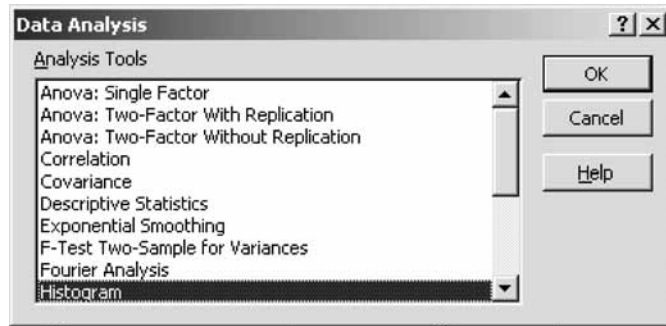 Data Analysis
Analysis Tools
Anova: Single Factor
Anova: Two-Factor With Replication
Anova: Two-Factor Without Replication
Correlation
Covariance
Descriptive Statistics
Exponential Smoothing
F-Test Two-Sample for Variances
Fourier Analysis
Histogram
OK
Cancel
Help